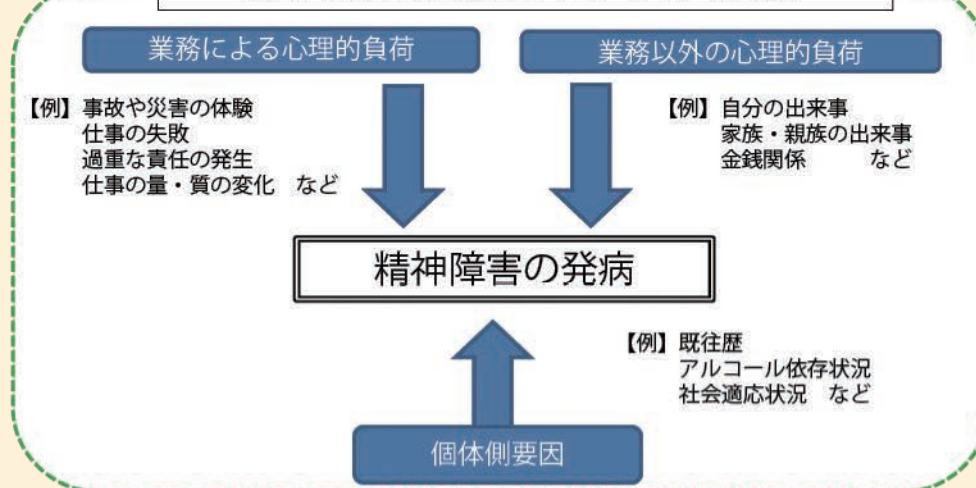 業務による心理的負荷
業務以外の心理的負荷
【例】事故や災害の体験
仕事の失敗
過重な責任の発生
仕事の量・質の変化　など
【例】自分の出来事
家族・親族の出来事
金銭関係　　　など
精神障害の発病
【例】既往歴
アルコール依存状況
社会適応状況　など
個体側要因